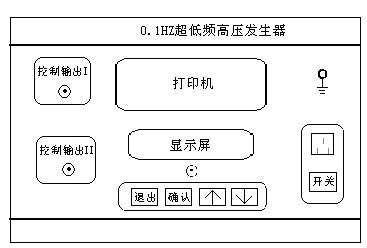 0.1HZ超低频高压发生器
控制输出I
打印机
控制输出II
显示屏
退出 确认 ↑ ↓
开关